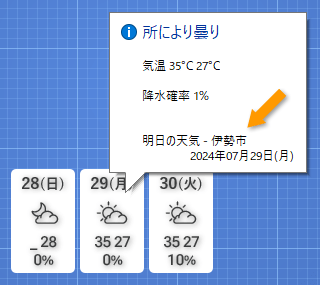 所により曇り
気温 35°C 27°C
降水確率 1%
明日の天気 - 伊勢市
2024年07月29日(月)
28(日) 29(月 30(火)
_ 28 35 27 35 27
0% 0% 10%